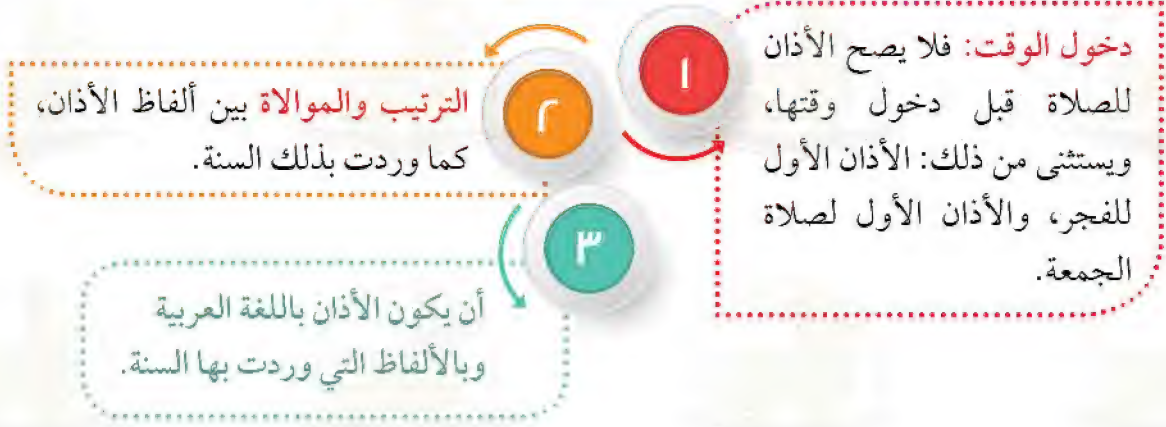 ١
دخول الوقت: فلا يصح الأذان
للصلاة قبل دخول وقتها،
ويستثنى من ذلك: الأذان الأول
للفجر، والأذان الأول لصلاة
الجمعة.
٢
الترتيب والموالاة بين ألفاظ الأذان،
كما وردت بذلك السنة.
٣
أن يكون الأذان باللغة العربية
وبالألفاظ التي وردت بها السنة.